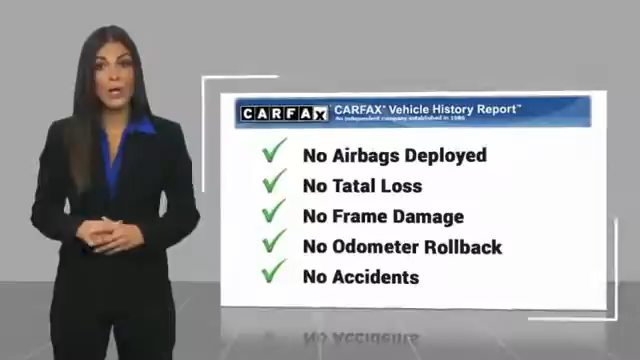 CARFAX CARFAX® Vehicle History Report™
An independent company established in 1986
No Airbags Deployed
No Tatal Loss
No Frame Damage
No Odometer Rollback
No Accidents